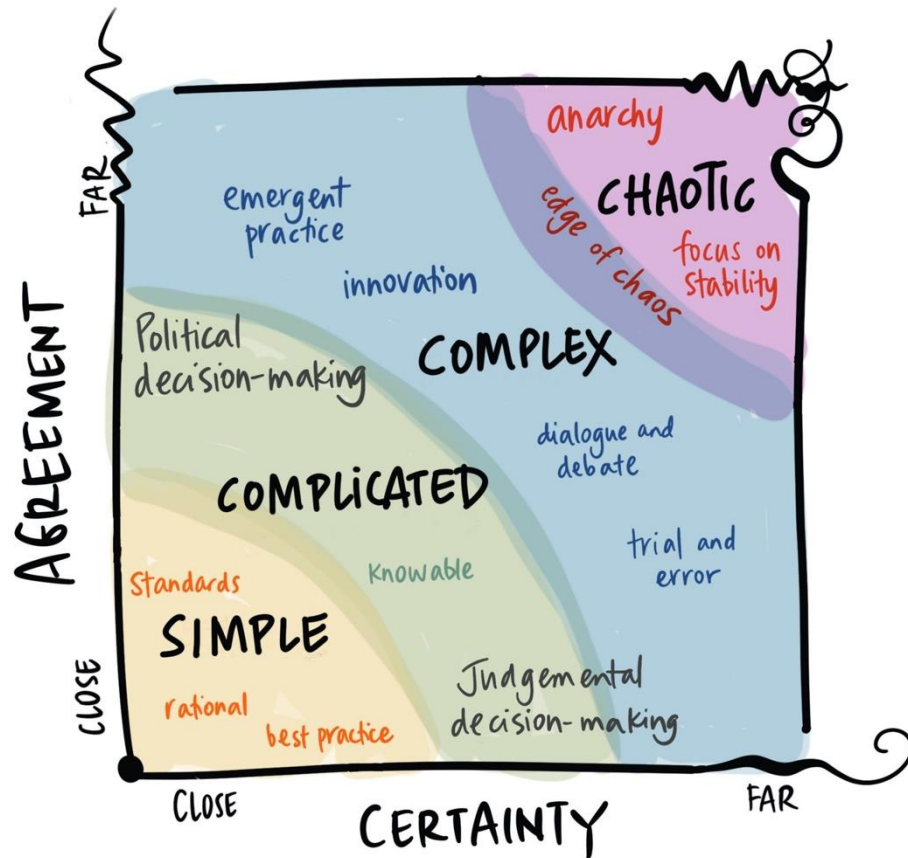 anarchy
CHAOTIC
edge of chaos
focus on
stability
FAR
emergent
practice
innovation
COMPLEX
Political
decision-making
dialogue and
debate
AGREEMENT
COMPLICATED
trial and
error
Knowable
Standards
SIMPLE
rational
best practice
Judgemental
decision-making
CLOSE
CLOSE
FAR
CERTAINTY